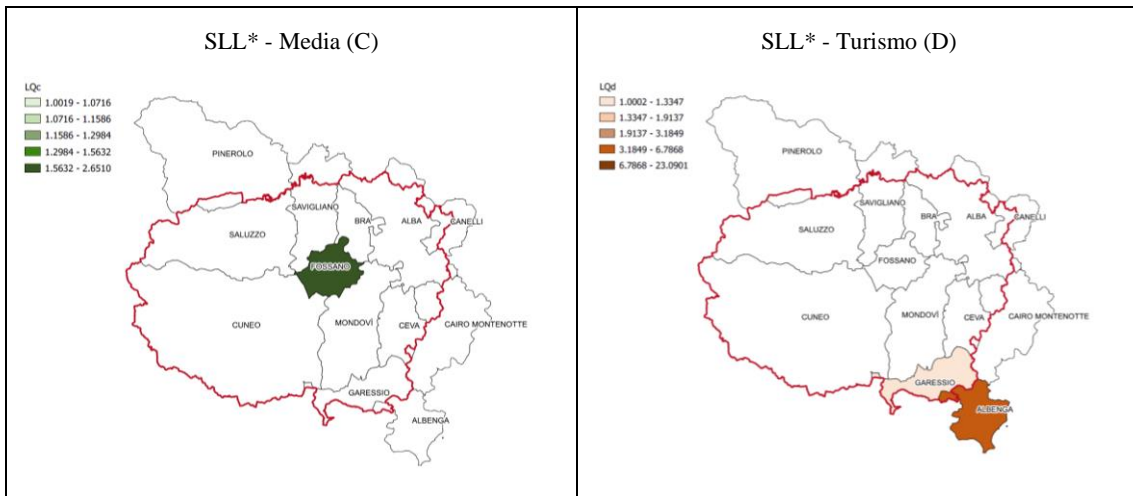 SLL* - Media (C)
LQc
1.0019 - 1.0716
1.0716 - 1.1586
1.1586 - 1.2984
1.2984 - 1.5632
1.5632 - 2.6510
PINEROLO
SAVIGLIANO
BRA
ALBA
CANELLI
SALUZZO
FOSSANO
CUNEO
MONDOVÌ
CEVA
CAIRO MONTENOTTE
GARESSIO
ALBENGA
SLL* - Turismo (D)
LQd
1.0002 - 1.3347
1.3347 - 1.9137
1.9137 - 3.1849
3.1849 - 6.7868
6.7868 - 23.0901
PINEROLO
SAVIGLIANO
BRA
ALBA
CANELLI
SALUZZO
FOSSANO
CUNEO
MONDOVÌ
CEVA
CAIRO MONTENOTTE
GARESSIO
ALBENGA